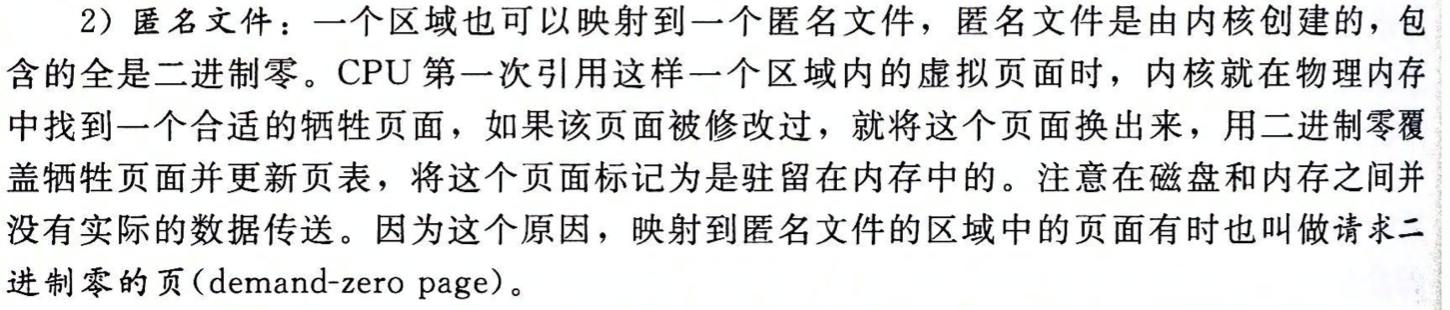 2) 匿名文件：一个区域也可以映射到一个匿名文件，匿名文件是由内核创建的，包
含的全是二进制零。CPU 第一次引用这样一个区域内的虚拟页面时，内核就在物理内存
中找到一个合适的牺牲页面，如果该页面被修改过，就将这个页面换出来，用二进制零覆
盖牺牲页面并更新页表，将这个页面标记为是驻留在内存中的。注意在磁盘和内存之间并
没有实际的数据传送。因为这个原因，映射到匿名文件的区域中的页面有时也叫做请求二
进制零的页(demand-zero page)。